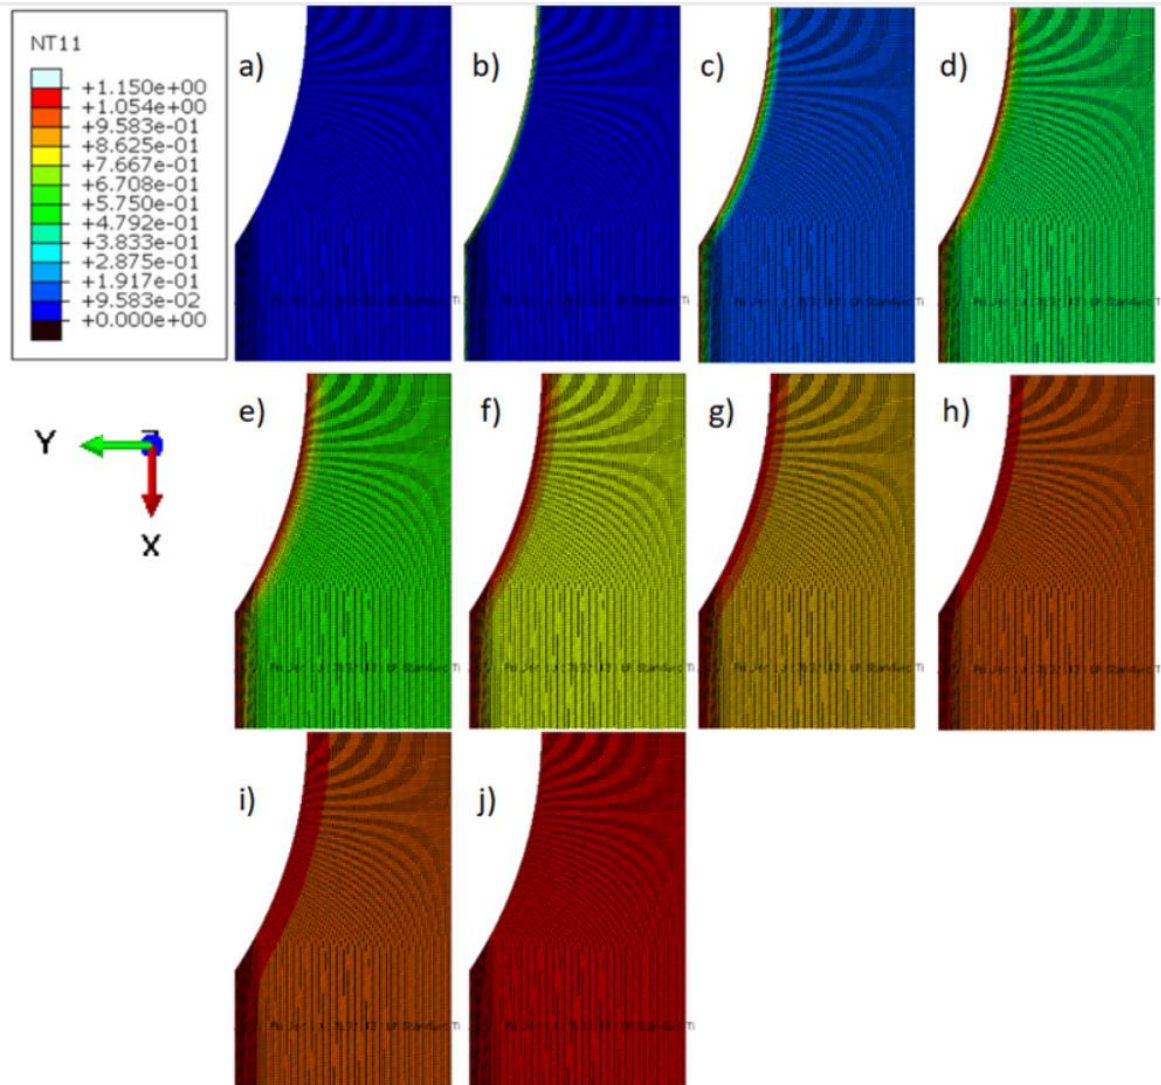 NT11
+1.150e+00
+1.054e+00
+9.583e-01
+8.625e-01
+7.667e-01
+6.708e-01
+5.750e-01
+4.792e-01
+3.833e-01
+2.875e-01
+1.917e-01
+9.583e-02
+0.000e+00
a)
b)
c)
d)
Y
X
e)
f)
g)
h)
i)
j)